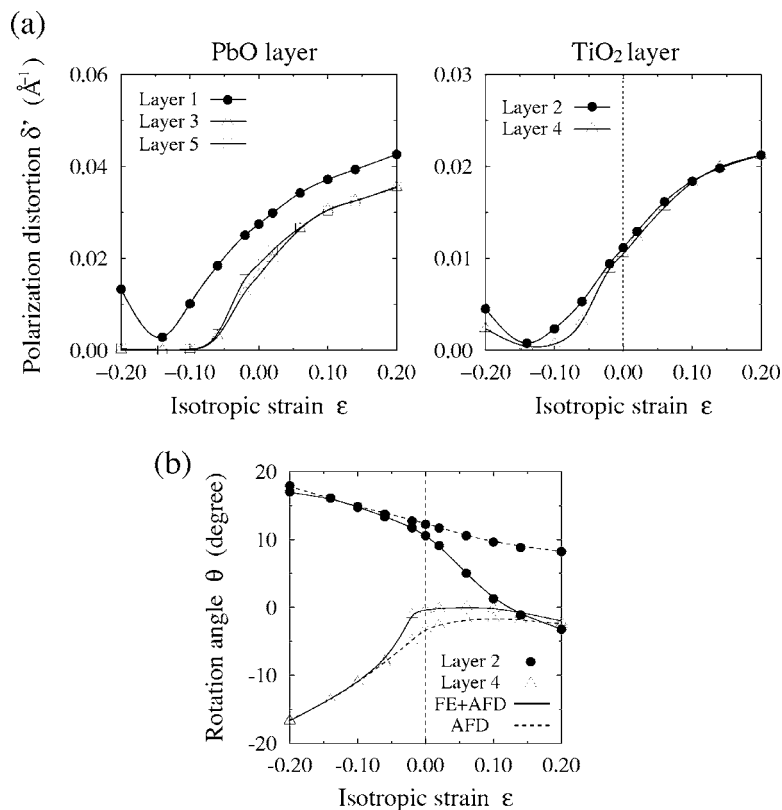 (a)
PbO layer
TiO2 layer
Polarization distortion δ' (Å-1)
0.06
0.04
0.02
0.00
Layer 1
Layer 3
Layer 5
-0.20 -0.10 0.00 0.10 0.20
Isotropic strain ε
0.03
0.02
0.01
0.00
Layer 2
Layer 4
-0.20 -0.10 0.00 0.10 0.20
Isotropic strain ε
(b)
Rotation angle θ (degree)
20
10
0
-10
-20
Layer 2
Layer 4
FE+AFD
AFD
-0.20 -0.10 0.00 0.10 0.20
Isotropic strain ε